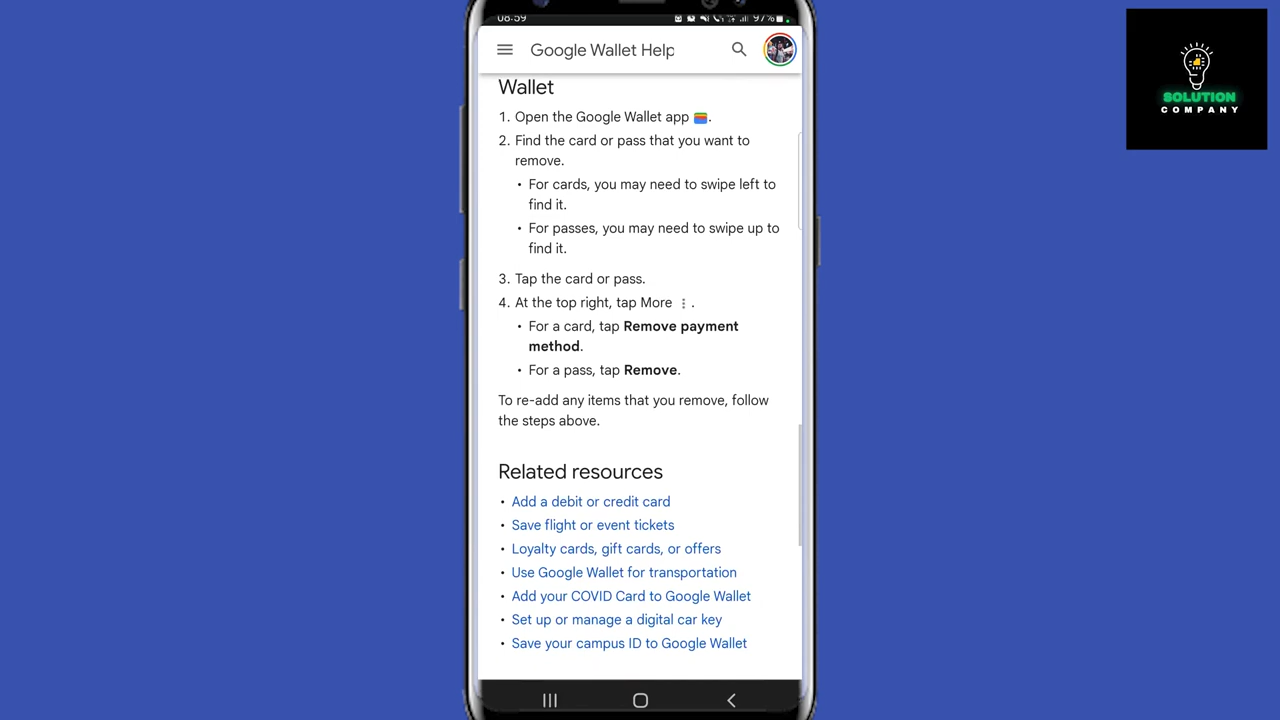 08:59 97%
Google Wallet Help
SOLUTION
COMPANY
Wallet
1. Open the Google Wallet app .
2. Find the card or pass that you want to
remove.
• For cards, you may need to swipe left to
find it.
• For passes, you may need to swipe up to
find it.
3. Tap the card or pass.
4. At the top right, tap More ⋮ .
• For a card, tap Remove payment
method.
• For a pass, tap Remove.
To re-add any items that you remove, follow
the steps above.
Related resources
• Add a debit or credit card
• Save flight or event tickets
• Loyalty cards, gift cards, or offers
• Use Google Wallet for transportation
• Add your COVID Card to Google Wallet
• Set up or manage a digital car key
• Save your campus ID to Google Wallet